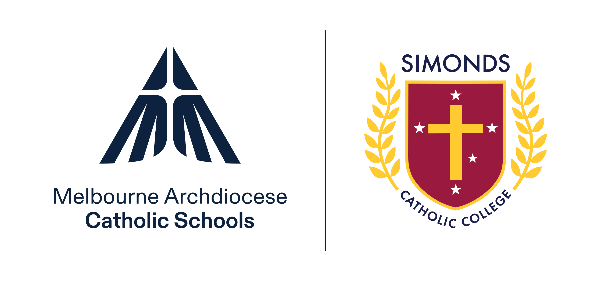 Melbourne Archdiocese
Catholic Schools
SIMONDS
CATHOLIC COLLEGE